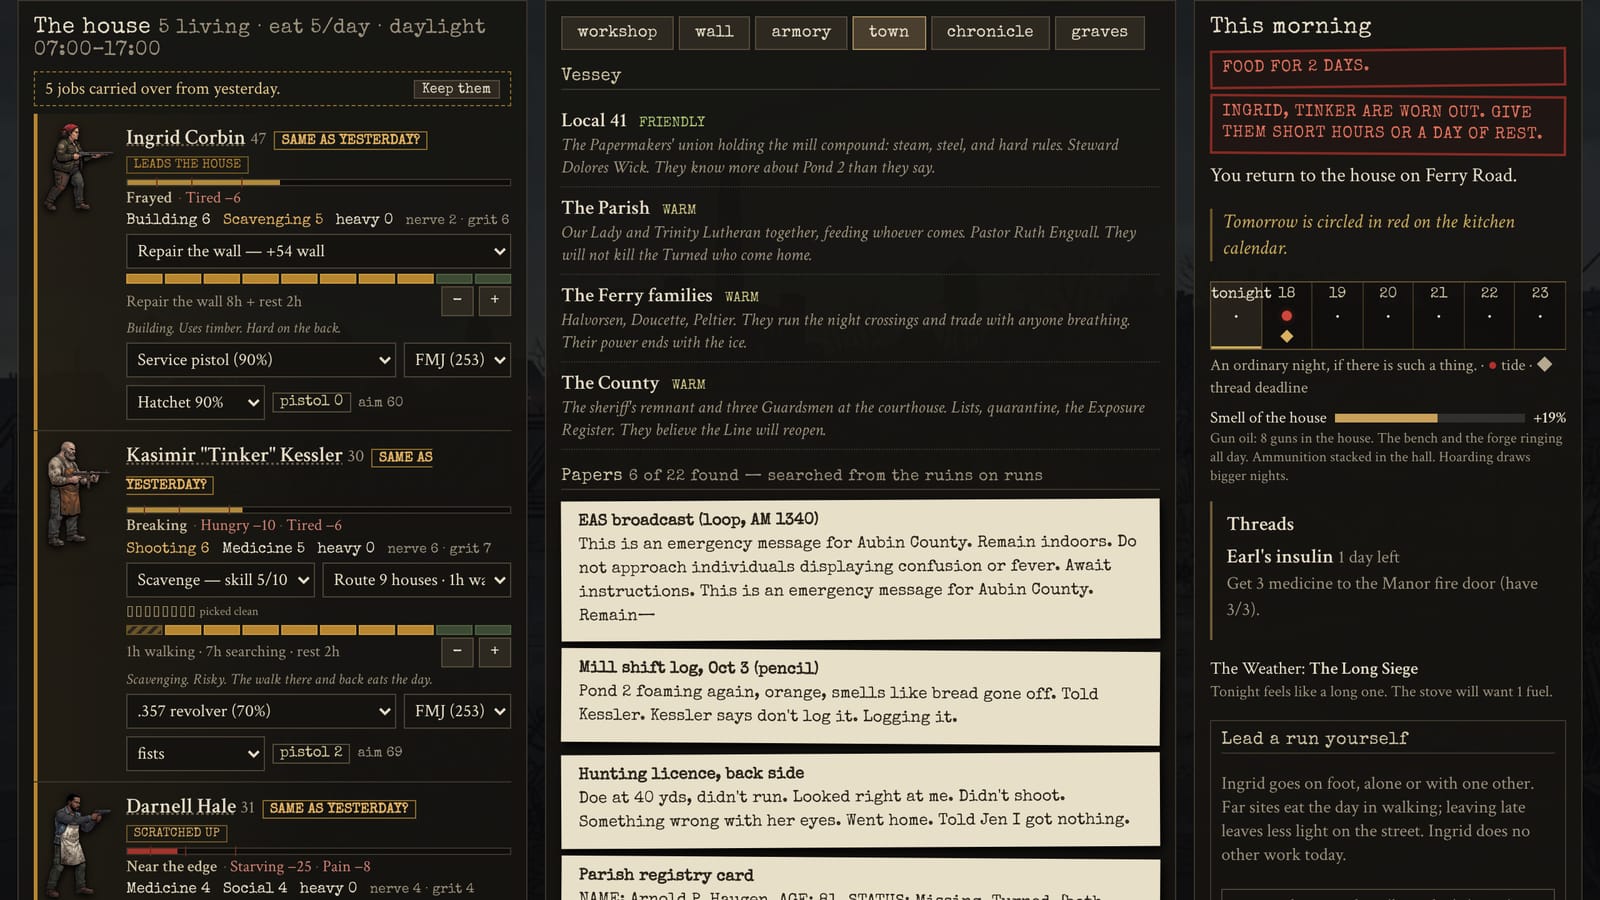 The house 5 living · eat 5/day · daylight
07:00–17:00
5 jobs carried over from yesterday.
Keep them
Ingrid Corbin 47 SAME AS YESTERDAY?
LEADS THE HOUSE
Frayed · Tired –6
Building 6 Scavenging 5 heavy 0 nerve 2 · grit 6
Repair the wall — +54 wall
Repair the wall 8h + rest 2h
– +
Building. Uses timber. Hard on the back.
Service pistol (90%)
FMJ (253)
Hatchet 90%
pistol 0 aim 60
Kasimir "Tinker" Kessler 30 SAME AS
YESTERDAY?
Breaking · Hungry –10 · Tired –6
Shooting 6 Medicine 5 heavy 0 nerve 6 · grit 7
Scavenge — skill 5/10
Route 9 houses · 1h wa
picked clean
1h walking · 7h searching · rest 2h
– +
Scavenging. Risky. The walk there and back eats the day.
.357 revolver (70%)
FMJ (253)
fists
pistol 2 aim 69
Darnell Hale 31 SAME AS YESTERDAY?
SCRATCHED UP
Near the edge · Starving –25 · Pain –8
Medicine 4 Social 4 heavy 0 nerve 4 · grit 4
workshop wall armory town chronicle graves
Vessey
Local 41 FRIENDLY
The Papermakers' union holding the mill compound: steam, steel, and hard rules. Steward
Dolores Wick. They know more about Pond 2 than they say.
The Parish WARM
Our Lady and Trinity Lutheran together, feeding whoever comes. Pastor Ruth Engvall. They
will not kill the Turned who come home.
The Ferry families WARM
Halvorsen, Doucette, Peltier. They run the night crossings and trade with anyone breathing.
Their power ends with the ice.
The County WARM
The sheriff's remnant and three Guardsmen at the courthouse. Lists, quarantine, the Exposure
Register. They believe the Line will reopen.
Papers 6 of 22 found — searched from the ruins on runs
EAS broadcast (loop, AM 1340)
This is an emergency message for Aubin County. Remain indoors. Do
not approach individuals displaying confusion or fever. Await
instructions. This is an emergency message for Aubin County.
Remain—
Mill shift log, Oct 3 (pencil)
Pond 2 foaming again, orange, smells like bread gone off. Told
Kessler. Kessler says don't log it. Logging it.
Hunting licence, back side
Doe at 40 yds, didn't run. Looked right at me. Didn't shoot.
Something wrong with her eyes. Went home. Told Jen I got nothing.
Parish registry card
NAME: Arnold P. Haugen. AGE: 81. STATUS: Missing. Turned. (both
This morning
FOOD FOR 2 DAYS.
INGRID, TINKER ARE WORN OUT. GIVE
THEM SHORT HOURS OR A DAY OF REST.
You return to the house on Ferry Road.
Tomorrow is circled in red on the kitchen
calendar.
tonight 18 19 20 21 22 23
An ordinary night, if there is such a thing. · tide ·
thread deadline
Smell of the house +19%
Gun oil: 8 guns in the house. The bench and the forge ringing
all day. Ammunition stacked in the hall. Hoarding draws
bigger nights.
Threads
Earl's insulin 1 day left
Get 3 medicine to the Manor fire door (have
3/3).
The Weather: The Long Siege
Tonight feels like a long one. The stove will want 1 fuel.
Lead a run yourself
Ingrid goes on foot, alone or with one other.
Far sites eat the day in walking; leaving late
leaves less light on the street. Ingrid does no
other work today.